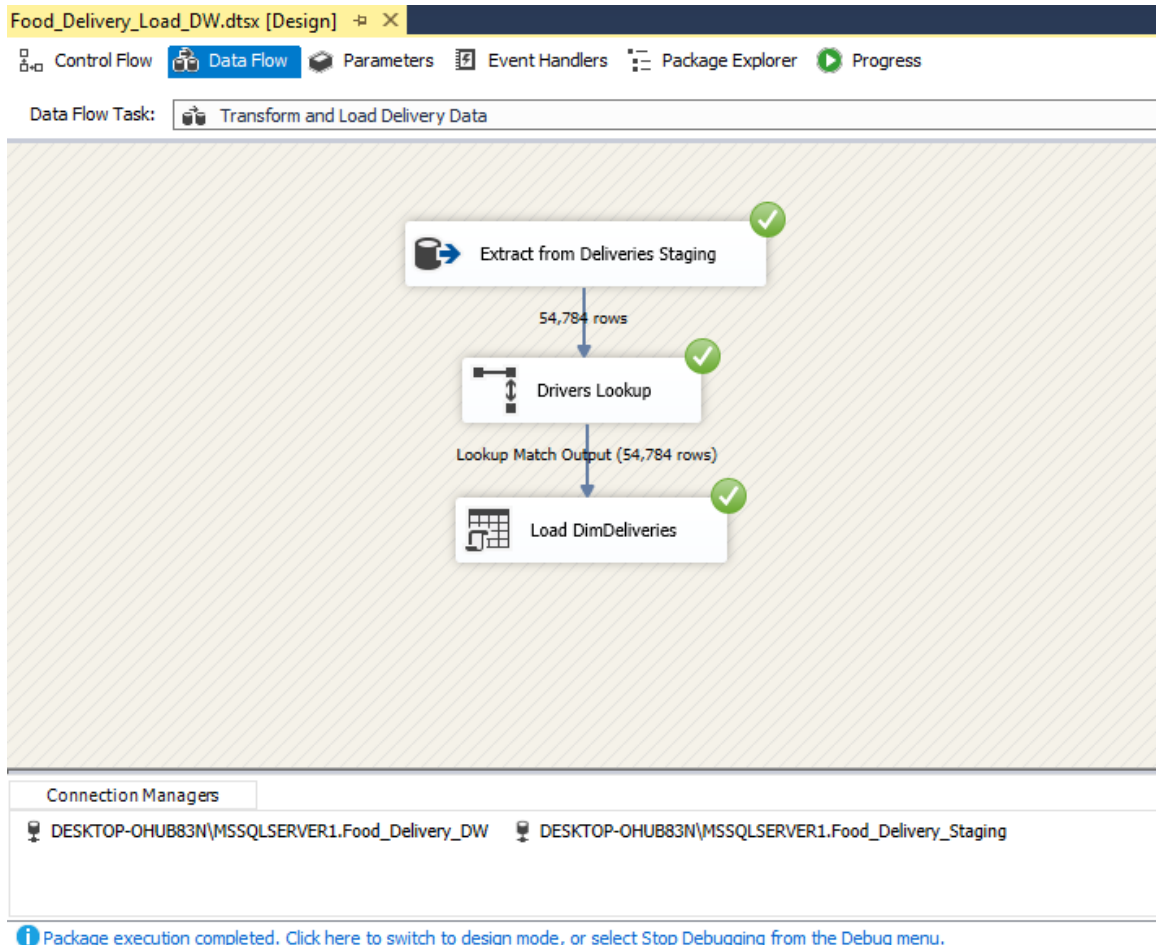 Food_Delivery_Load_DW.dtsx [Design]
Control Flow Data Flow Parameters Event Handlers Package Explorer Progress
Data Flow Task: Transform and Load Delivery Data
Extract from Deliveries Staging
54,784 rows
Drivers Lookup
Lookup Match Output (54,784 rows)
Load DimDeliveries
Connection Managers
DESKTOP-OHUB83N\MSSQLSERVER1.Food_Delivery_DW DESKTOP-OHUB83N\MSSQLSERVER1.Food_Delivery_Staging
Package execution completed. Click here to switch to design mode, or select Stop Debugging from the Debug menu.